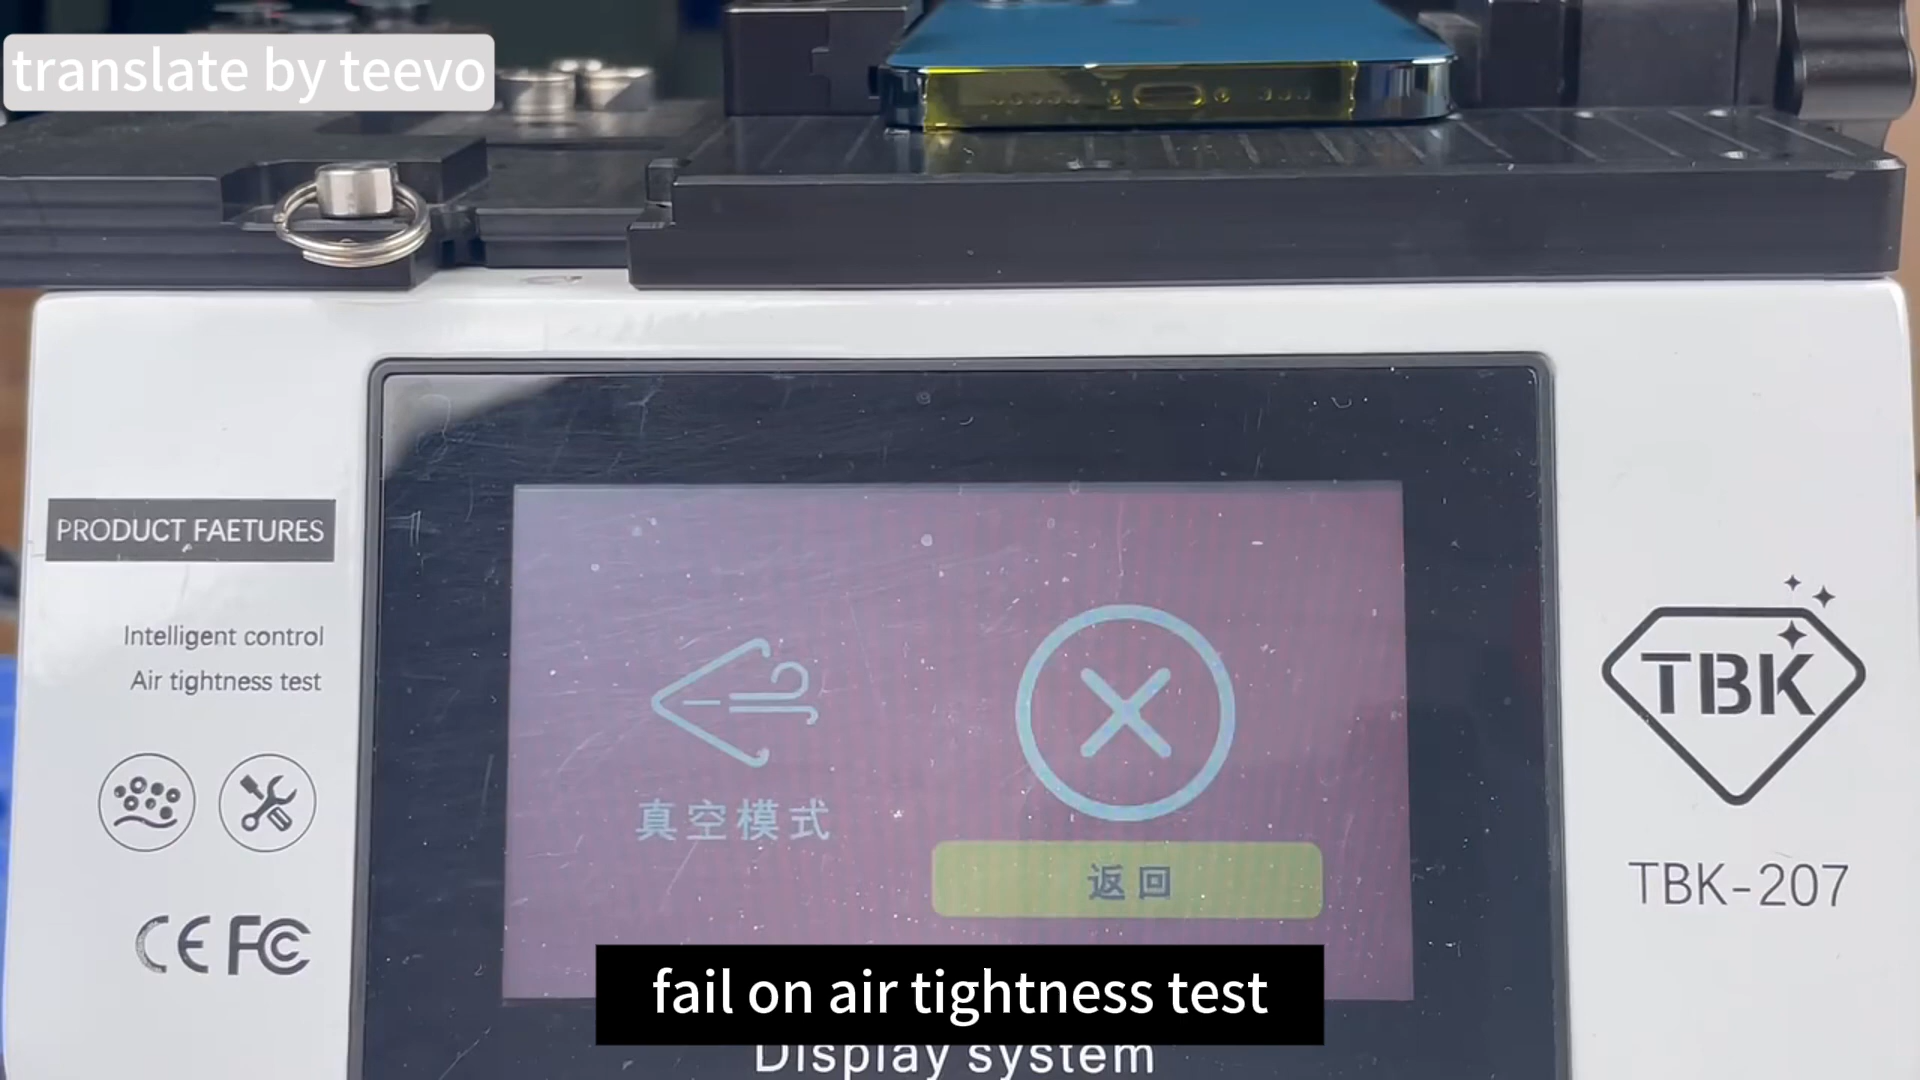 translate by teevo
PRODUCT FAETURES
Intelligent control
Air tightness test
CE FC
真空模式
返回
TBK
TBK-207
fail on air tightness test
Display system